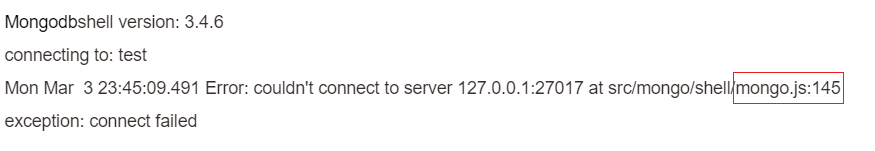 Mongodbshell version: 3.4.6
connecting to: test
Mon Mar  3 23:45:09.491 Error: couldn't connect to server 127.0.0.1:27017 at src/mongo/shell/mongo.js:145
exception: connect failed